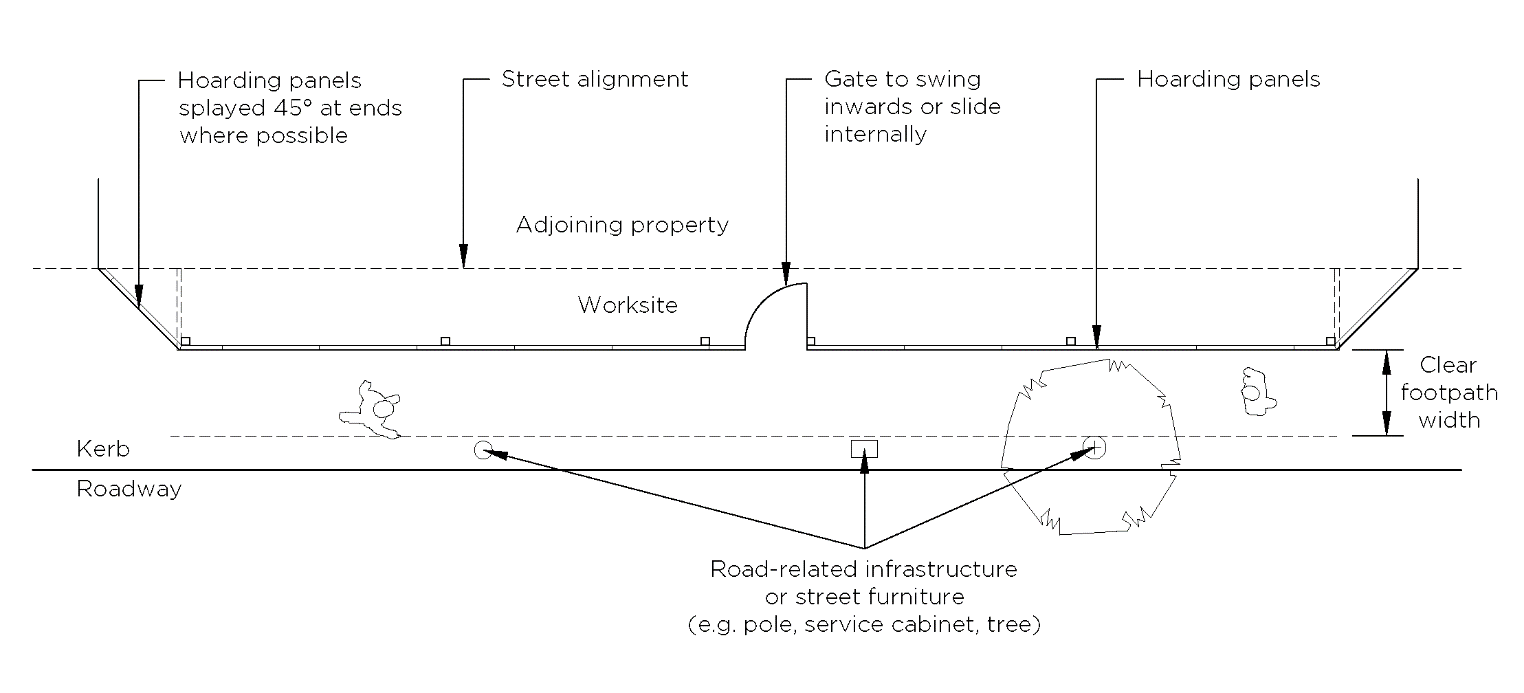 Hoarding panels
splayed 45° at ends
where possible
Street alignment
Gate to swing
inwards or slide
internally
Hoarding panels
Adjoining property
Worksite
Clear
footpath
width
Kerb
Roadway
Road-related infrastructure
or street furniture
(e.g. pole, service cabinet, tree)